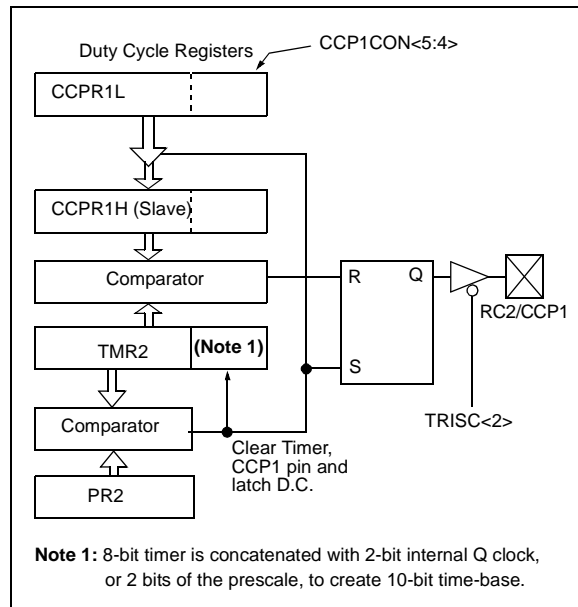 Duty Cycle Registers
CCP1CON<5:4>
CCPR1L
CCPR1H (Slave)
Comparator
R
Q
RC2/CCP1
TMR2
(Note 1)
S
TRISC<2>
Comparator
Clear Timer,
CCP1 pin and
latch D.C.
PR2
Note 1: 8-bit timer is concatenated with 2-bit internal Q clock,
or 2 bits of the prescale, to create 10-bit time-base.